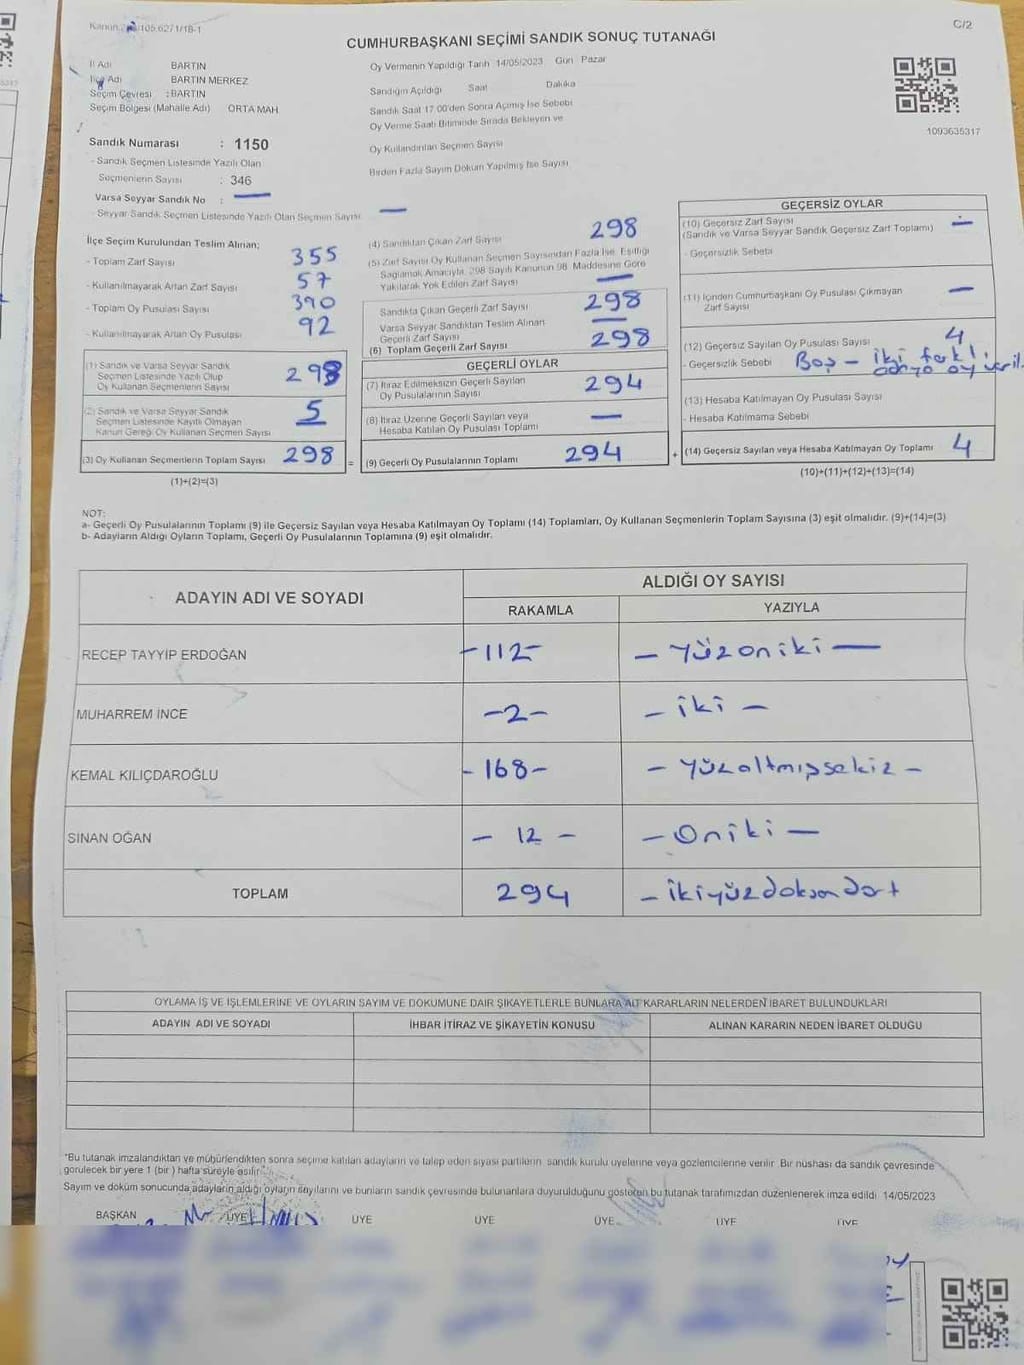 C/2
CUMHURBAŞKANI SEÇİMİ SANDIK SONUÇ TUTANAĞI
1093635317
İl Adı BARTIN
İlçe Adı BARTIN MERKEZ
Seçim Çevresi : BARTIN
Seçim Bölgesi (Mahalle Adı) ORTA MAH
Sandık Numarası : 1150
- Sandık Seçmen Listesinde Yazılı Olan
Seçmenlerin Sayısı : 346
Varsa Seyyar Sandık No : —
- Seyyar Sandık Seçmen Listesinde Yazılı Olan Seçmen Sayısı —
Oy Vermenin Yapıldığı Tarih 14/05/2023 Gün Pazar
Sandığın Açıldığı Saat Dakika
Sandık Saat 17.00'den Sonra Açılmış İse Sebebi
Oy Verme Saati Bitiminde Sırada Bekleyen ve
Oy Kullandırılan Seçmen Sayısı
Birden Fazla Sayım Döküm Yapılmış İse Sayısı
İlçe Seçim Kurulundan Teslim Alınan;
- Toplam Zarf Sayısı 355
- Kullanılmayarak Artan Zarf Sayısı 57
- Toplam Oy Pusulası Sayısı 390
- Kullanılmayarak Artan Oy Pusulası 92
(1) Sandık ve Varsa Seyyar Sandık
Seçmen Listesinde Yazılı Olup
Oy Kullanan Seçmenlerin Sayısı 293
(2) Sandık ve Varsa Seyyar Sandık
Seçmen Listesinde Kayıtlı Olmayan
Kanun Gereği Oy Kullanan Seçmen Sayısı 5
(3) Oy Kullanan Seçmenlerin Toplam Sayısı 298 =
(1)+(2)=(3)
(4) Sandıktan Çıkan Zarf Sayısı 298
(5) Zarf Sayısı Oy Kullanan Seçmen Sayısından Fazla İse, Eşitliği
Sağlamak Amacıyla, 298 Sayılı Kanunun 98. Maddesine Göre
Yakılarak Yok Edilen Zarf Sayısı —
Sandıkta Çıkan Geçerli Zarf Sayısı 298
Varsa Seyyar Sandıktan Teslim Alınan
Geçerli Zarf Sayısı —
(6) Toplam Geçerli Zarf Sayısı 298
GEÇERLİ OYLAR
(7) İtiraz Edilmeksizin Geçerli Sayılan
Oy Pusulalarının Sayısı 294
(8) İtiraz Üzerine Geçerli Sayılan veya
Hesaba Katılan Oy Pusulası Toplamı —
(9) Geçerli Oy Pusulalarının Toplamı 294 +
GEÇERSİZ OYLAR
(10) Geçersiz Zarf Sayısı —
(Sandık ve Varsa Seyyar Sandık Geçersiz Zarf Toplamı)
- Geçersizlik Sebebi
(11) İçinden Cumhurbaşkanı Oy Pusulası Çıkmayan
Zarf Sayısı —
(12) Geçersiz Sayılan Oy Pusulası Sayısı 4
- Geçersizlik Sebebi Boş - iki farklı
oy veril.
(13) Hesaba Katılmayan Oy Pusulası Sayısı
- Hesaba Katılmama Sebebi
(14) Geçersiz Sayılan veya Hesaba Katılmayan Oy Toplamı 4
(10)+(11)+(12)+(13)=(14)
NOT:
a- Geçerli Oy Pusulalarının Toplamı (9) ile Geçersiz Sayılan veya Hesaba Katılmayan Oy Toplamı (14) Toplamları, Oy Kullanan Seçmenlerin Toplam Sayısına (3) eşit olmalıdır. (9)+(14)=(3)
b- Adayların Aldığı Oyların Toplamı, Geçerli Oy Pusulalarının Toplamına (9) eşit olmalıdır.
ADAYIN ADI VE SOYADI ALDIĞI OY SAYISI
RAKAMLA YAZIYLA
RECEP TAYYİP ERDOĞAN -112- — Yüzoniki —
MUHARREM İNCE -2- — iki —
KEMAL KILIÇDAROĞLU -168- — Yüzaltmışsekiz —
SİNAN OĞAN - 12 - — Oniki —
TOPLAM 294 — ikiyüzdoksandört
OYLAMA İŞ VE İŞLEMLERİNE VE OYLARIN SAYIM VE DÖKÜMÜNE DAİR ŞİKAYETLERLE BUNLARA AİT KARARLARIN NELERDEN İBARET BULUNDUKLARI
ADAYIN ADI VE SOYADI İHBAR İTİRAZ VE ŞİKAYETİN KONUSU ALINAN KARARIN NEDEN İBARET OLDUĞU
*Bu tutanak imzalandıktan ve mühürlendikten sonra seçime katılan adayların ve talep eden siyasi partilerin sandık kurulu üyelerine veya gözlemcilerine verilir. Bir nüshası da sandık çevresinde
görülecek bir yere 1 (bir) hafta süreyle asılır.
Sayım ve döküm sonucunda adayların aldığı oyların sayılarını ve bunların sandık çevresinde bulunanlara duyurulduğunu gösteren bu tutanak tarafımızdan düzenlenerek imza edildi. 14/05/2023
BAŞKAN ÜYE ÜYE ÜYE ÜYE ÜYE ÜYE